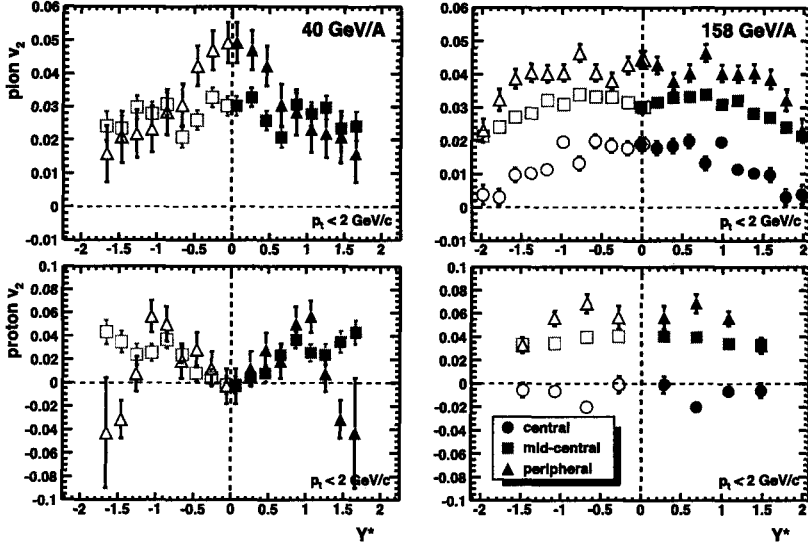 pion v2
0.06
0.05
0.04
0.03
0.02
0.01
0
-0.01
40 GeV/A
pt < 2 GeV/c
-2 -1.5 -1 -0.5 0 0.5 1 1.5 2
0.06
0.05
0.04
0.03
0.02
0.01
0
-0.01
158 GeV/A
pt < 2 GeV/c
-2 -1.5 -1 -0.5 0 0.5 1 1.5 2
proton v2
0.1
0.08
0.06
0.04
0.02
0
-0.02
-0.04
-0.06
-0.08
-0.1
pt < 2 GeV/c
-2 -1.5 -1 -0.5 0 0.5 1 1.5 2
Y*
0.1
0.08
0.06
0.04
0.02
0
-0.02
-0.04
-0.06
-0.08
-0.1
central
mid-central
peripheral
pt < 2 GeV/c
-2 -1.5 -1 -0.5 0 0.5 1 1.5 2
Y*